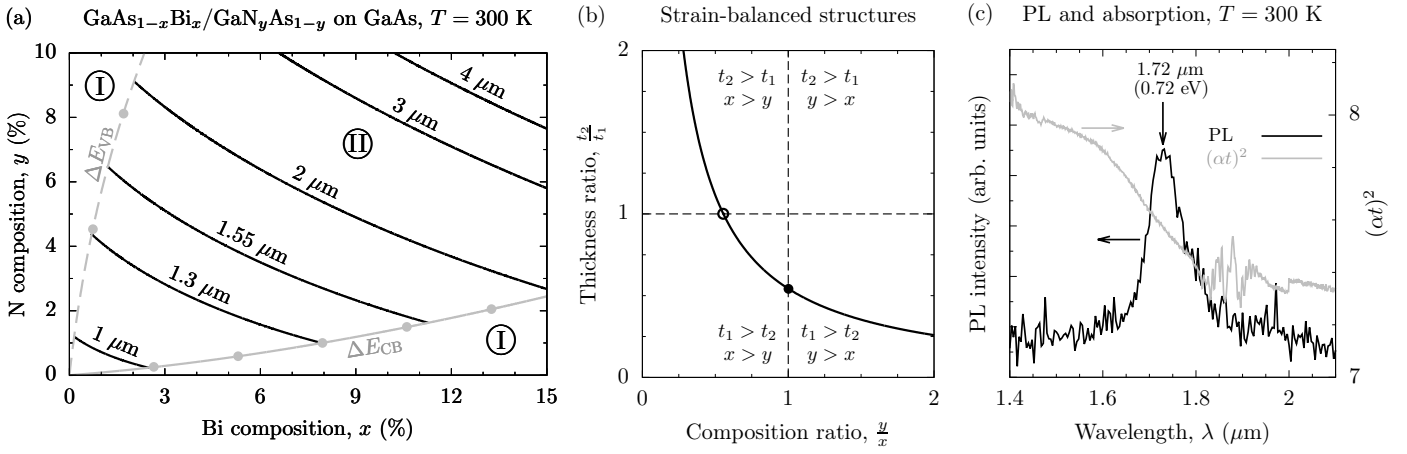 (a) GaAs₁₋ₓBiₓ/GaNᵧAs₁₋ᵧ on GaAs, T = 300 K
10
8
6
4
2
0
N composition, y (%)
0 3 6 9 12 15
Bi composition, x (%)
I
II
I
ΔE_VB
ΔE_CB
4 μm
3 μm
2 μm
1.55 μm
1.3 μm
1 μm
(b) Strain-balanced structures
2
1
0
Thickness ratio, t₂/t₁
t₂ > t₁
x > y
t₂ > t₁
y > x
t₁ > t₂
x > y
t₁ > t₂
y > x
0 1 2
Composition ratio, y/x
(c) PL and absorption, T = 300 K
PL intensity (arb. units)
1.72 μm
(0.72 eV)
PL
(αt)²
8
7
(αt)²
1.4 1.6 1.8 2
Wavelength, λ (μm)